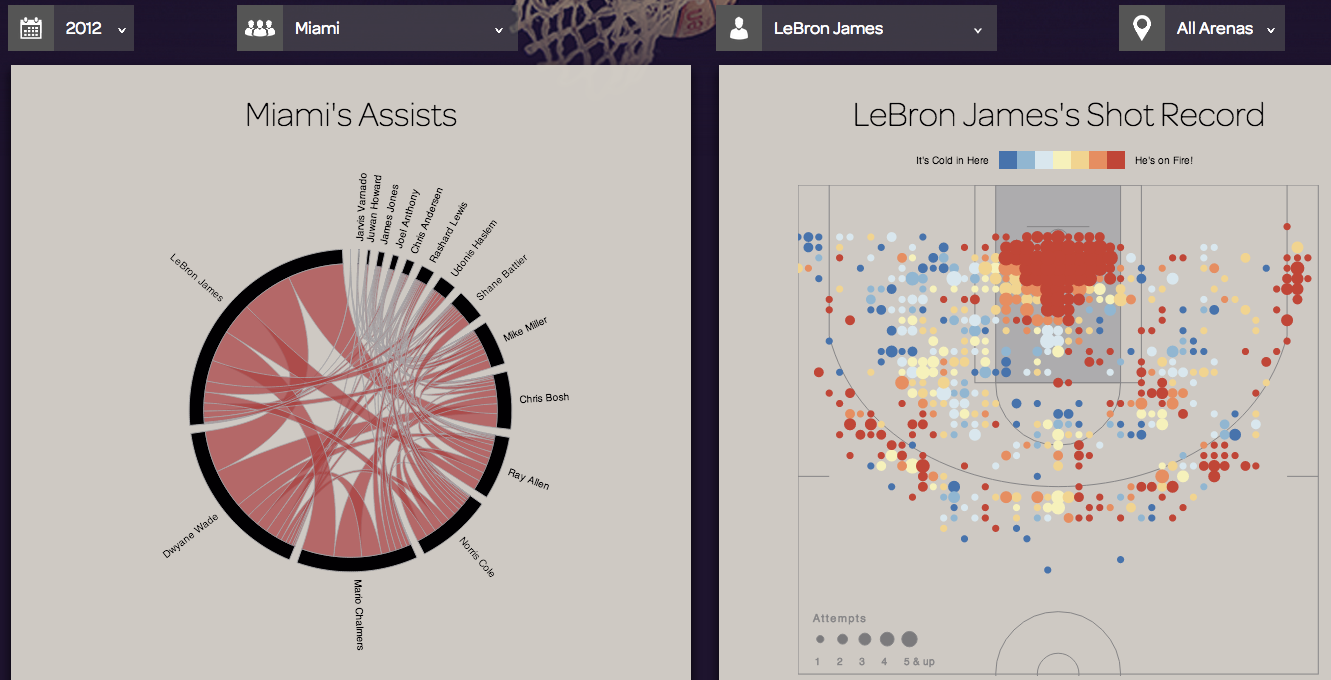 2012
Miami
LeBron James
All Arenas
Miami's Assists
Jarvis Varnado
Juwan Howard
James Jones
Joel Anthony
Chris Andersen
Rashard Lewis
Udonis Haslem
Shane Battier
Mike Miller
Chris Bosh
Ray Allen
Norris Cole
Mario Chalmers
Dwyane Wade
LeBron James
LeBron James's Shot Record
It's Cold in Here
He's on Fire!
Attempts
1 2 3 4 5 & up